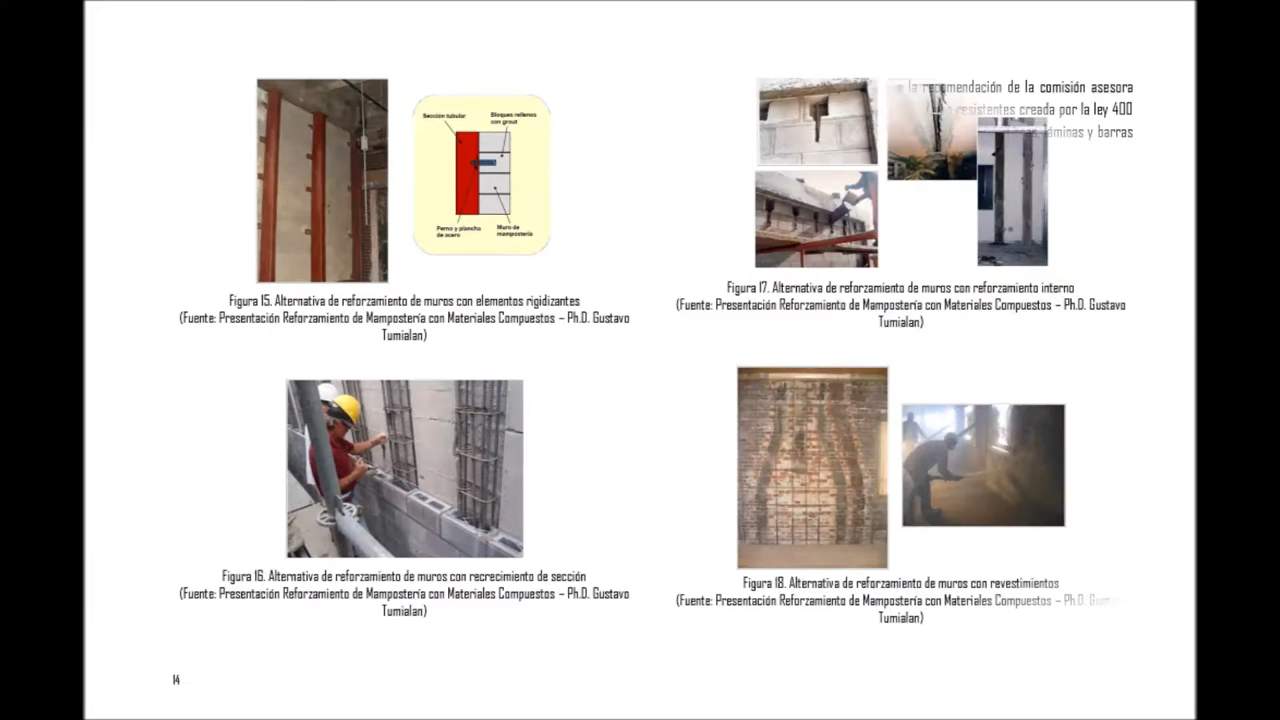 Sección tubular
Bloques rellenos
con grout
Perno y plancha
de acero
Muro de
mampostería
Figura 15. Alternativa de reforzamiento de muros con elementos rigidizantes
(Fuente: Presentación Reforzamiento de Mampostería con Materiales Compuestos – Ph.D. Gustavo
Tumialan)
Figura 16. Alternativa de reforzamiento de muros con recrecimiento de sección
(Fuente: Presentación Reforzamiento de Mampostería con Materiales Compuestos – Ph.D. Gustavo
Tumialan)
14
la recomendación de la comisión asesora
resistentes creada por la ley 400
láminas y barras
Figura 17. Alternativa de reforzamiento de muros con reforzamiento interno
(Fuente: Presentación Reforzamiento de Mampostería con Materiales Compuestos – Ph.D. Gustavo
Tumialan)
Figura 18. Alternativa de reforzamiento de muros con revestimientos
(Fuente: Presentación Reforzamiento de Mampostería con Materiales Compuestos – Ph.D. Gustavo
Tumialan)